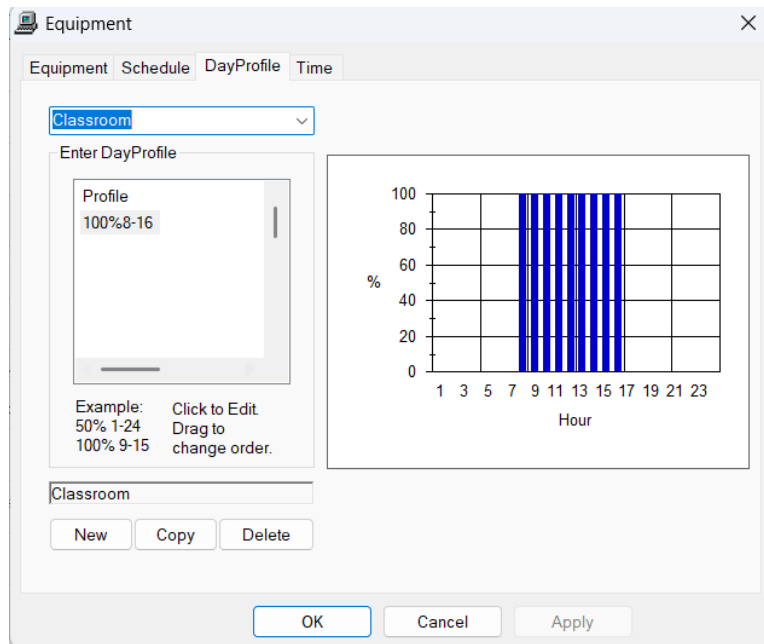 Equipment
Equipment Schedule DayProfile Time
Classroom
Enter DayProfile
Profile
100%8-16
Example:
50% 1-24
100% 9-15
Click to Edit.
Drag to
change order.
Classroom
New Copy Delete
100
80
60
40
20
0
%
1 3 5 7 9 11 13 15 17 19 21 23
Hour
OK Cancel Apply